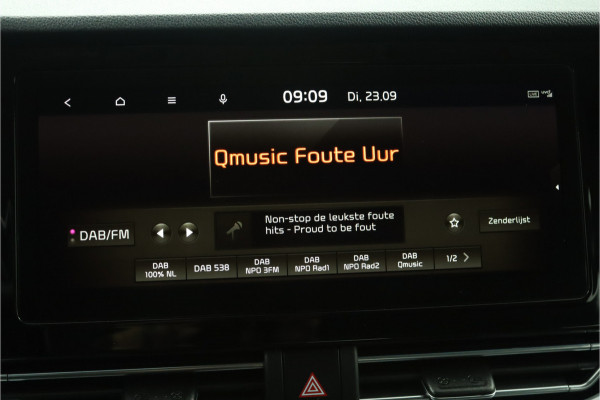 09:09 Di, 23.09
Qmusic Foute Uur
DAB/FM
Non-stop de leukste foute
hits - Proud to be fout
Zenderlijst
DAB
100% NL
DAB 538
DAB
NPO 3FM
DAB
NPO Rad1
DAB
NPO Rad2
DAB
Qmusic
1/2